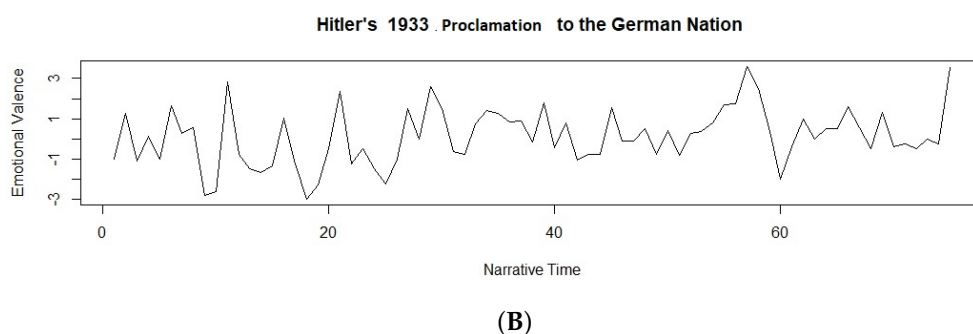 Hitler's 1933 . Proclamation to the German Nation
Emotional Valence
3
1
-1
-3
0 20 40 60
Narrative Time
(B)